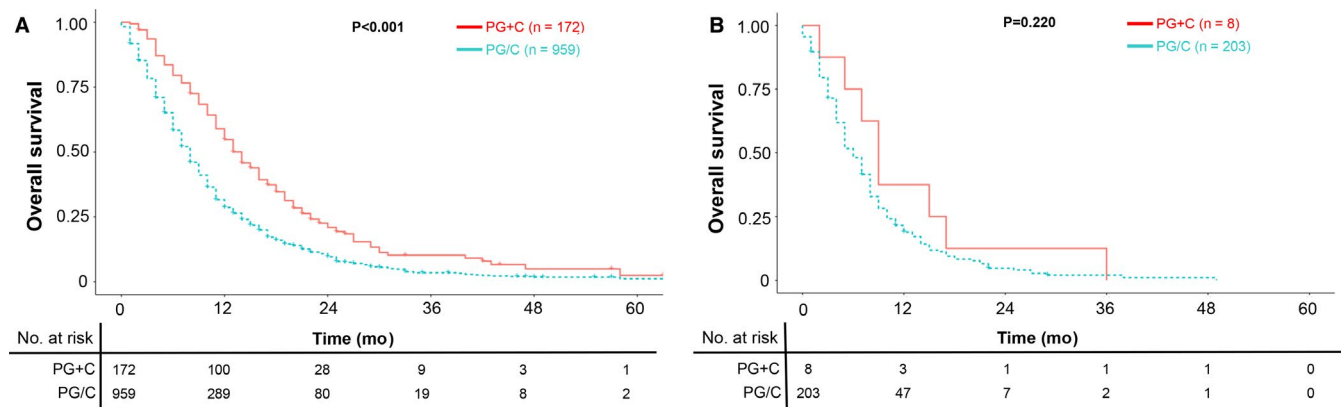 A
P<0.001
PG+C (n = 172)
PG/C (n = 959)
Overall survival
1.00
0.75
0.50
0.25
0
0 12 24 36 48 60
Time (mo)
No. at risk
PG+C 172 100 28 9 3 1
PG/C 959 289 80 19 8 2
B
P=0.220
PG+C (n = 8)
PG/C (n = 203)
Overall survival
1.00
0.75
0.50
0.25
0
0 12 24 36 48 60
Time (mo)
No. at risk
PG+C 8 3 1 1 1 0
PG/C 203 47 7 2 1 0